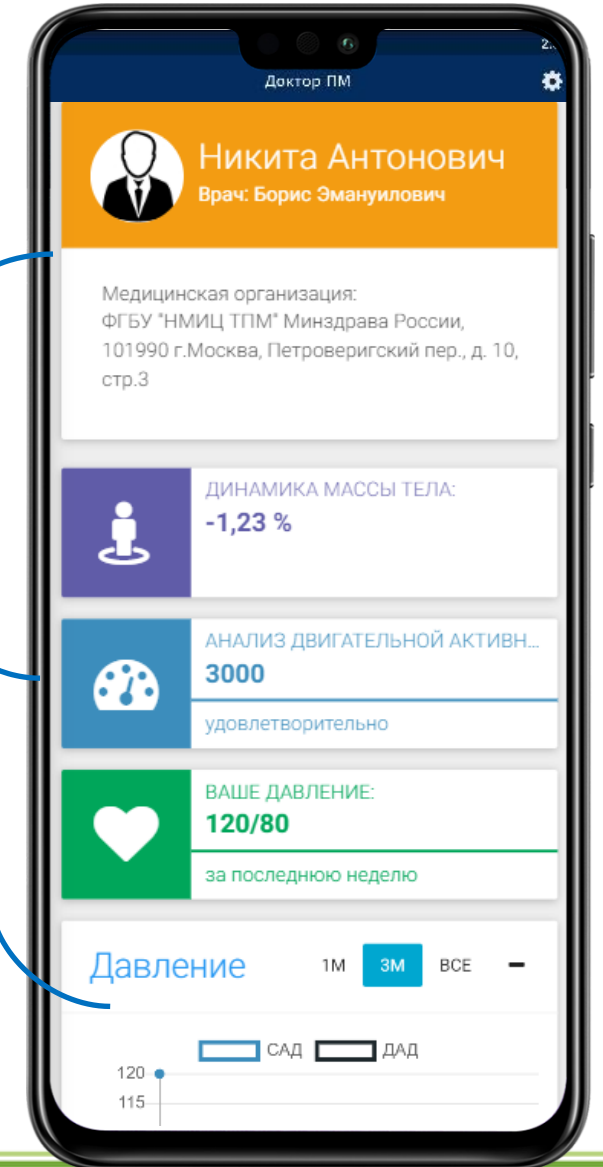 Доктор ПМ
Никита Антонович
Врач: Борис Эмануилович
Медицинская организация:
ФГБУ "НМИЦ ТПМ" Минздрава России,
101990 г.Москва, Петроверигский пер., д. 10,
стр.3
ДИНАМИКА МАССЫ ТЕЛА:
-1,23 %
АНАЛИЗ ДВИГАТЕЛЬНОЙ АКТИВН...
3000
удовлетворительно
ВАШЕ ДАВЛЕНИЕ:
120/80
за последнюю неделю
Давление 1М 3М ВСЕ
САД ДАД
120
115